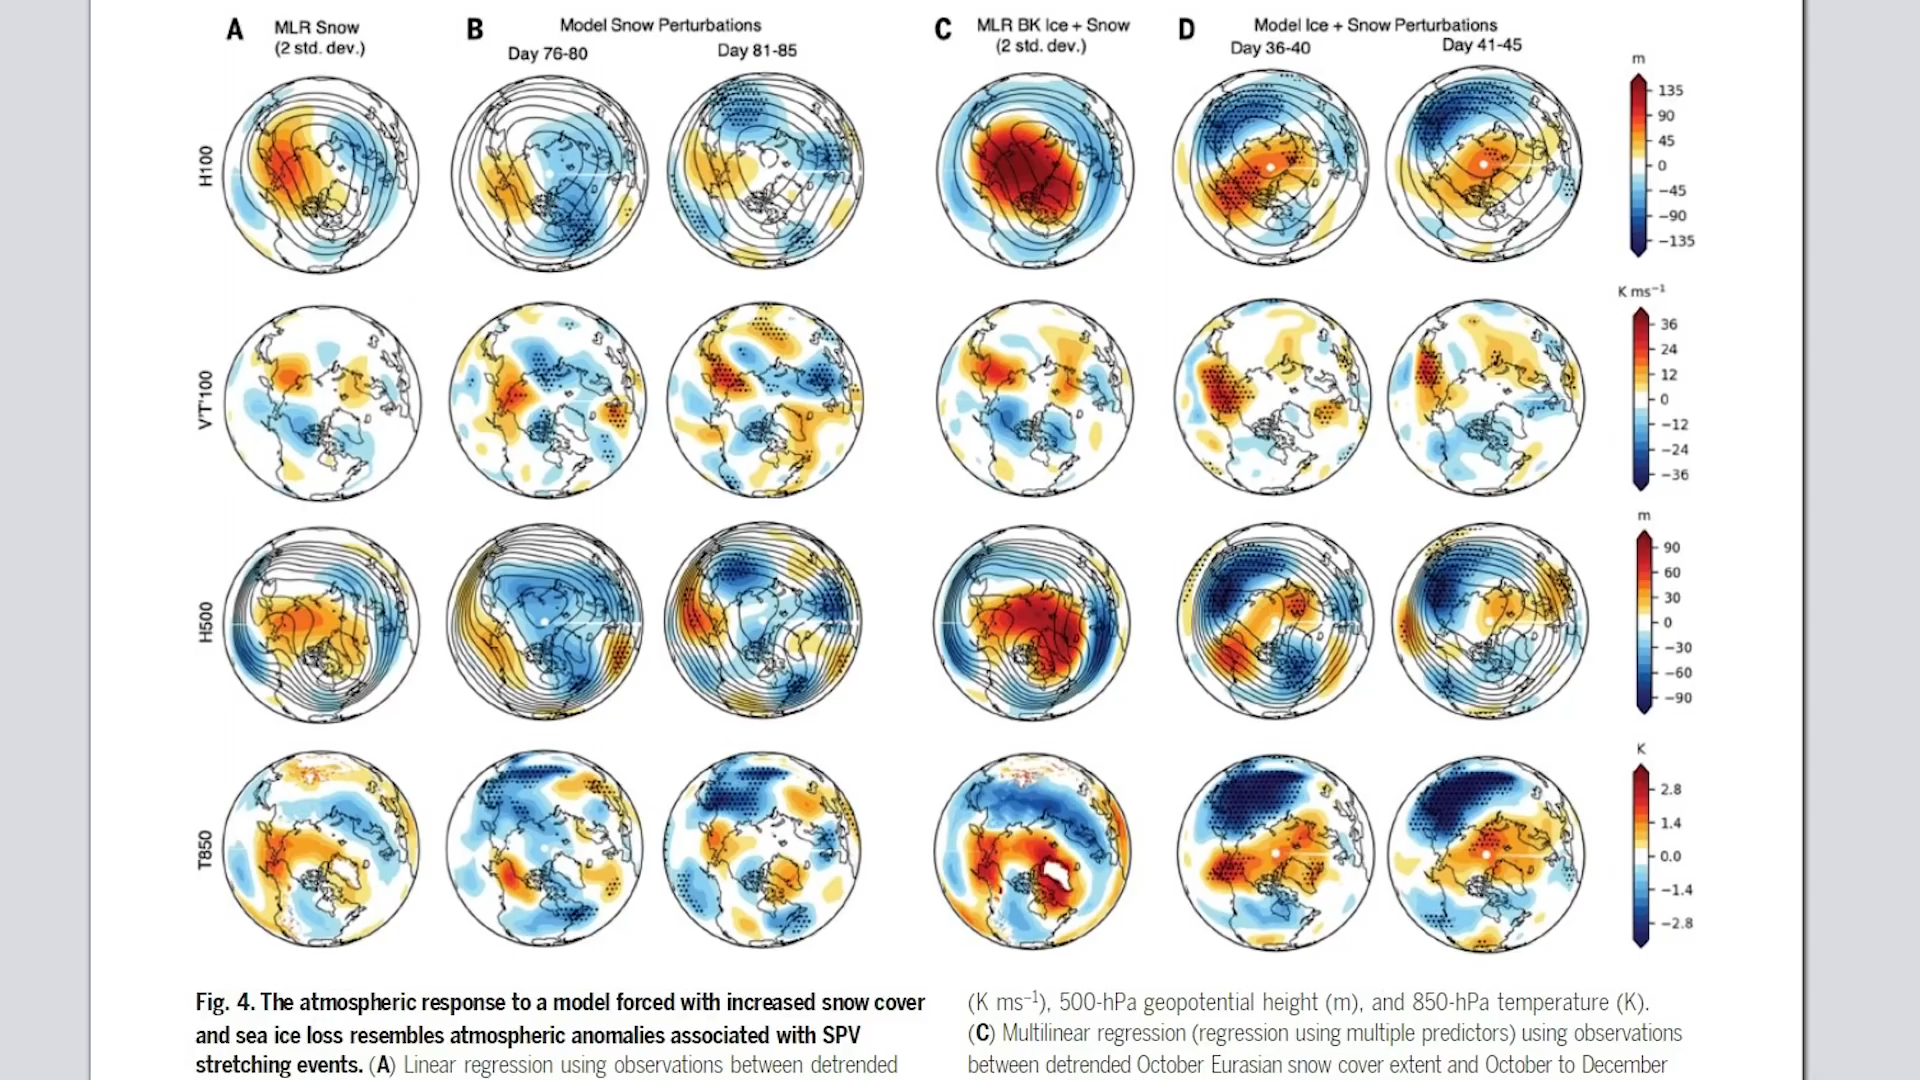 A
MLR Snow
(2 std. dev.)
B
Model Snow Perturbations
Day 76-80
Day 81-85
C
MLR BK Ice + Snow
(2 std. dev.)
D
Model Ice + Snow Perturbations
Day 36-40
Day 41-45
H100
m
135
90
45
0
−45
−90
−135
V'T'100
K ms⁻¹
36
24
12
0
−12
−24
−36
H500
m
90
60
30
0
−30
−60
−90
T850
K
2.8
1.4
0.0
−1.4
−2.8
Fig. 4. The atmospheric response to a model forced with increased snow cover
and sea ice loss resembles atmospheric anomalies associated with SPV
stretching events. (A) Linear regression using observations between detrended
(K ms⁻¹), 500-hPa geopotential height (m), and 850-hPa temperature (K).
(C) Multilinear regression (regression using multiple predictors) using observations
between detrended October Eurasian snow cover extent and October to December